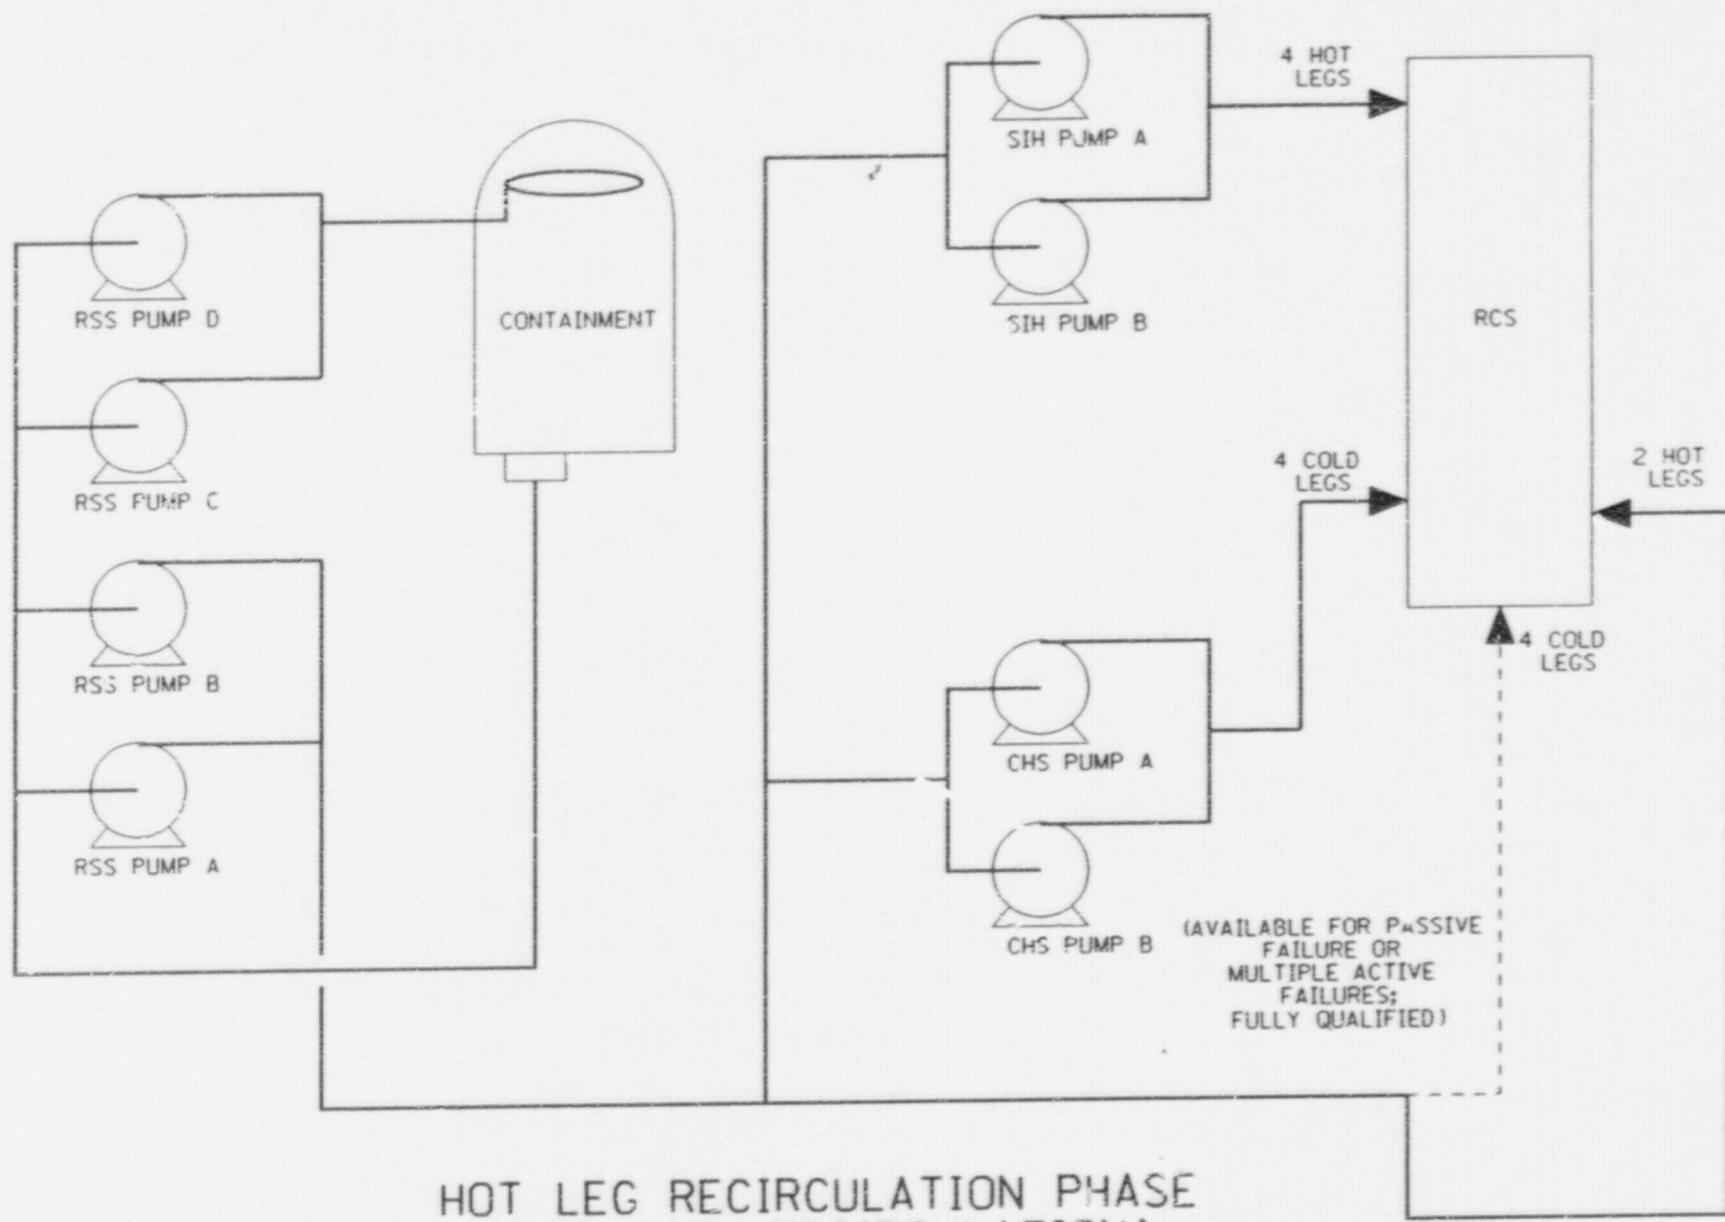 4 HOT
LEGS
SIH PUMP A
RSS PUMP D
CONTAINMENT
SIH PUMP B
RCS
RSS PUMP C
4 COLD
LEGS
2 HOT
LEGS
4 COLD
LEGS
RSS PUMP B
CHS PUMP A
RSS PUMP A
CHS PUMP B
(AVAILABLE FOR PASSIVE
FAILURE OR
MULTIPLE ACTIVE
FAILURES;
FULLY QUALIFIED)
HOT LEG RECIRCULATION PHASE